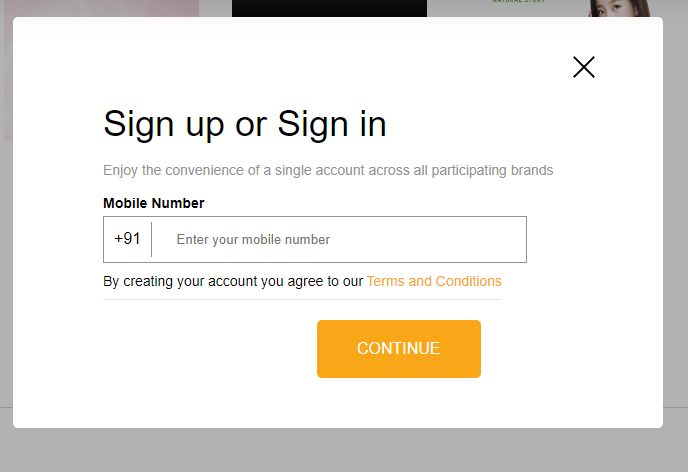 NATURAL STORY
Sign up or Sign in
Enjoy the convenience of a single account across all participating brands
Mobile Number
+91 Enter your mobile number
By creating your account you agree to our Terms and Conditions
CONTINUE